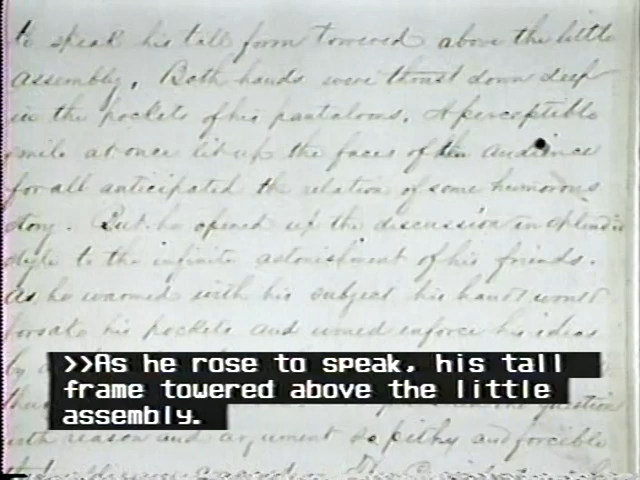 to speak his tall form towered above the little
assembly. Both hands were thrust down deep
in the pockets of his pantaloons. A perceptible
smile at once lit up the faces of the audience
for all anticipated the relation of some humorous
story. But he opened up the discussion in splendid
style to the infinite astonishment of his friends.
As he warmed with his subject his hands would
forsake his pockets and would enforce his ideas
by
>>As he rose to speak, his tall
frame towered above the little
assembly.
question
with reason and argument so pithy and forcible